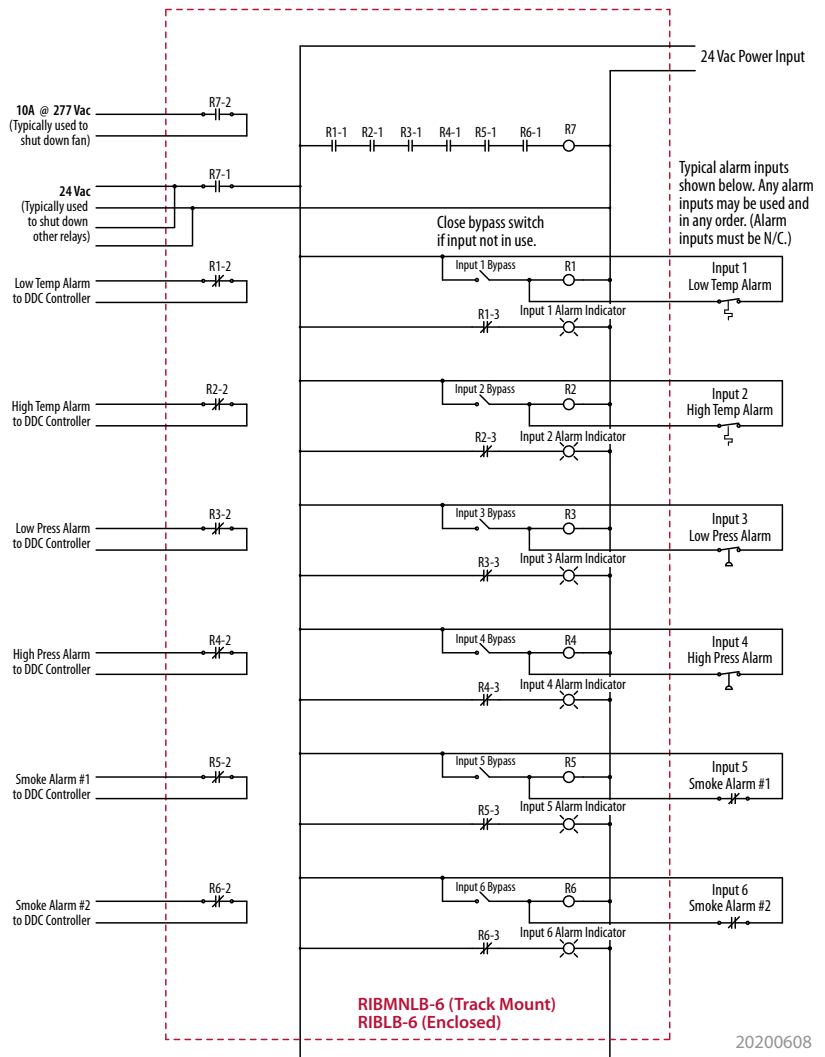 24 Vac Power Input
R7-2
10A @ 277 Vac
(Typically used to
shut down fan)
R1-1 R2-1 R3-1 R4-1 R5-1 R6-1 R7
R7-1
24 Vac
(Typically used
to shut down
other relays)
Typical alarm inputs
shown below. Any alarm
inputs may be used and
in any order. (Alarm
inputs must be N/C.)
Close bypass switch
if input not in use.
R1-2
Low Temp Alarm
to DDC Controller
Input 1 Bypass
R1
Input 1
Low Temp Alarm
R1-3
Input 1 Alarm Indicator
R2-2
High Temp Alarm
to DDC Controller
Input 2 Bypass
R2
Input 2
High Temp Alarm
R2-3
Input 2 Alarm Indicator
R3-2
Low Press Alarm
to DDC Controller
Input 3 Bypass
R3
Input 3
Low Press Alarm
R3-3
Input 3 Alarm Indicator
R4-2
High Press Alarm
to DDC Controller
Input 4 Bypass
R4
Input 4
High Press Alarm
R4-3
Input 4 Alarm Indicator
R5-2
Smoke Alarm #1
to DDC Controller
Input 5 Bypass
R5
Input 5
Smoke Alarm #1
R5-3
Input 5 Alarm Indicator
R6-2
Smoke Alarm #2
to DDC Controller
Input 6 Bypass
R6
Input 6
Smoke Alarm #2
R6-3
Input 6 Alarm Indicator
RIBMNLB-6 (Track Mount)
RIBLB-6 (Enclosed)
20200608